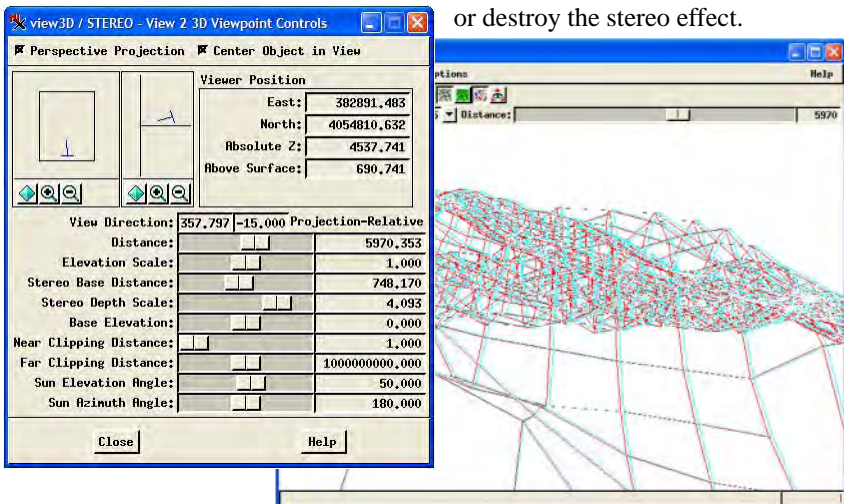 or destroy the stereo effect.
view3D / STEREO - View 2 3D Viewpoint Controls
Perspective Projection Center Object in View
Viewer Position
East: 382891.483
North: 4054810.632
Absolute Z: 4537.741
Above Surface: 690.741
View Direction: 357.797 -15.000 Projection-Relative
Distance: 5970.353
Elevation Scale: 1.000
Stereo Base Distance: 748.170
Stereo Depth Scale: 4.093
Base Elevation: 0.000
Near Clipping Distance: 1.000
Far Clipping Distance: 1000000000.000
Sun Elevation Angle: 50.000
Sun Azimuth Angle: 180.000
Close Help
ptions Help
Distance: 5970